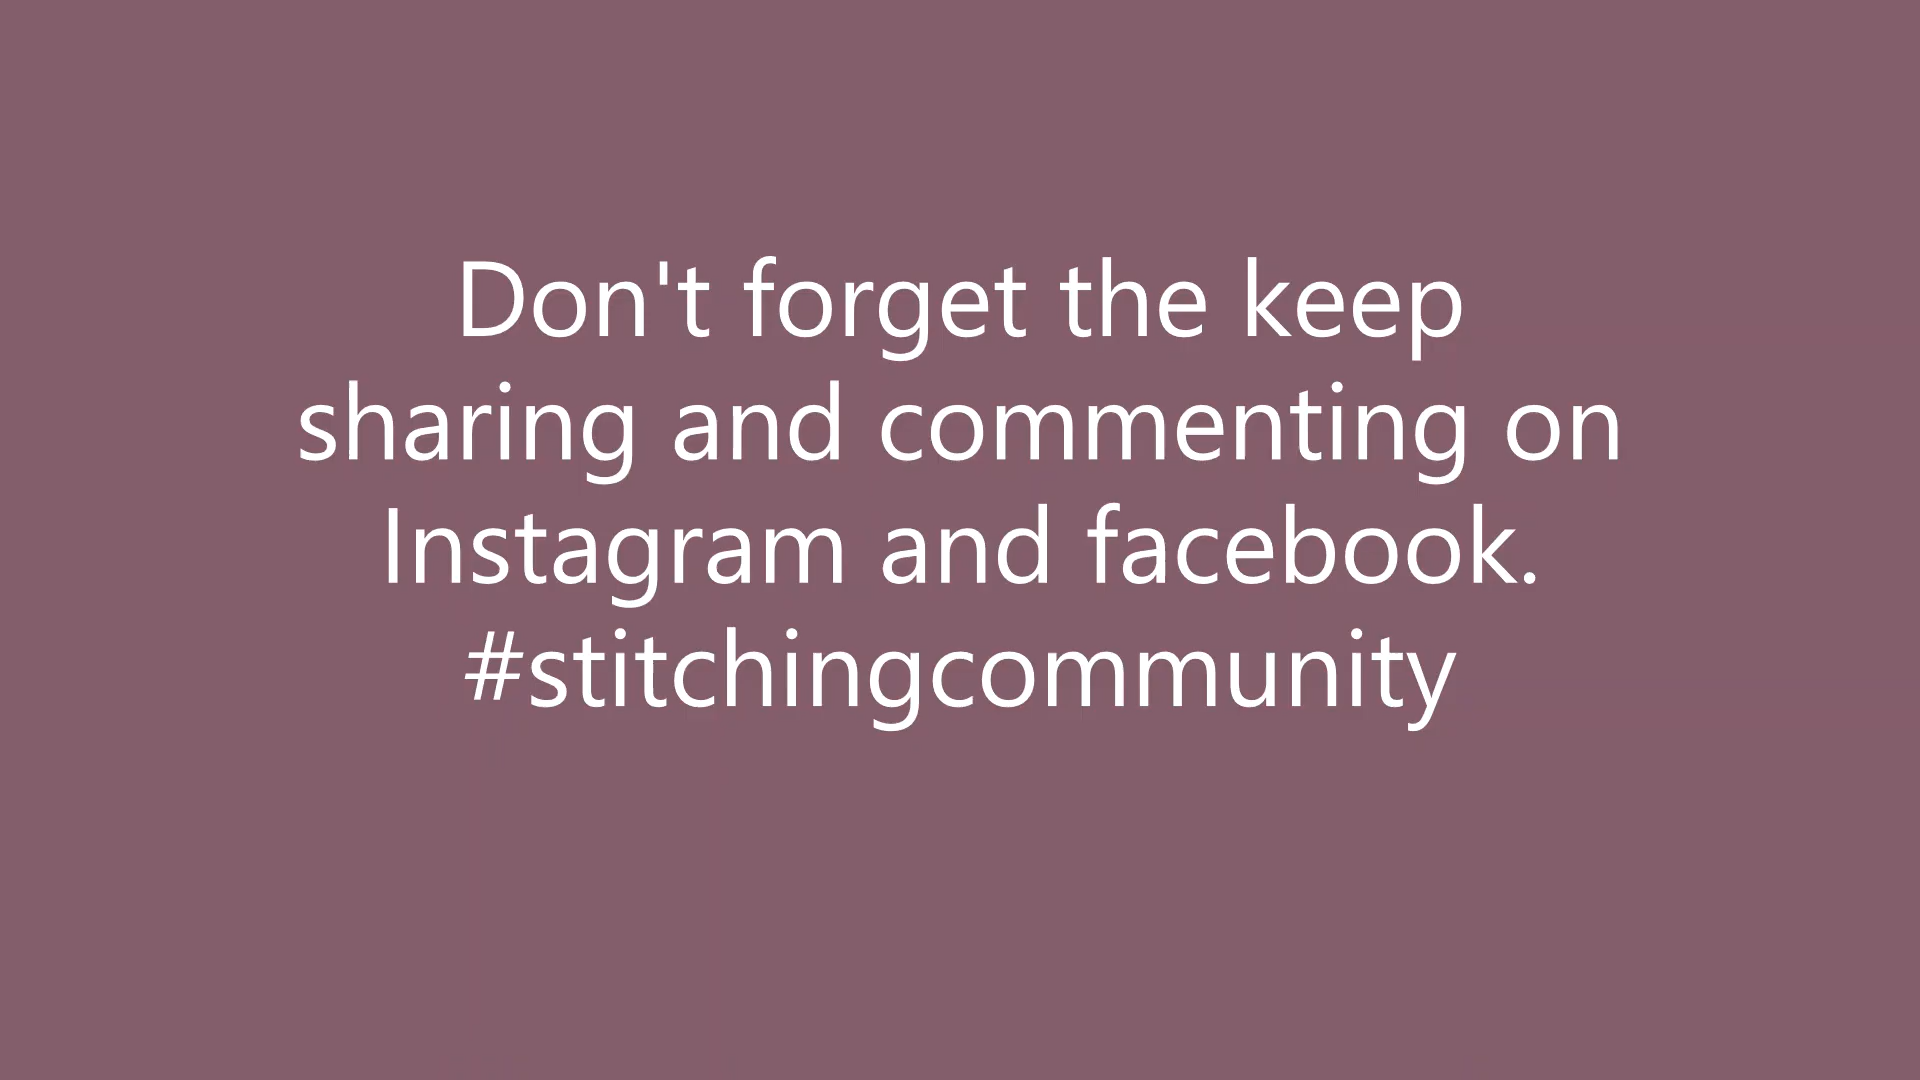 Don't forget the keep
sharing and commenting on
Instagram and facebook.
#stitchingcommunity